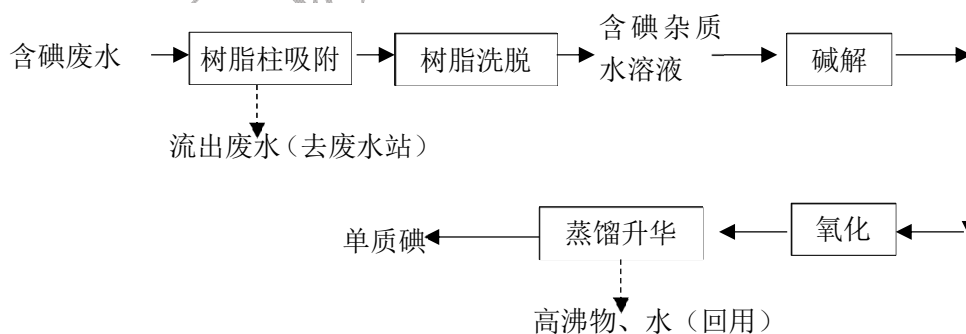 含碘废水
树脂柱吸附
树脂洗脱
含碘杂质
水溶液
碱解
流出废水（去废水站）
单质碘
蒸馏升华
氧化
高沸物、水（回用）